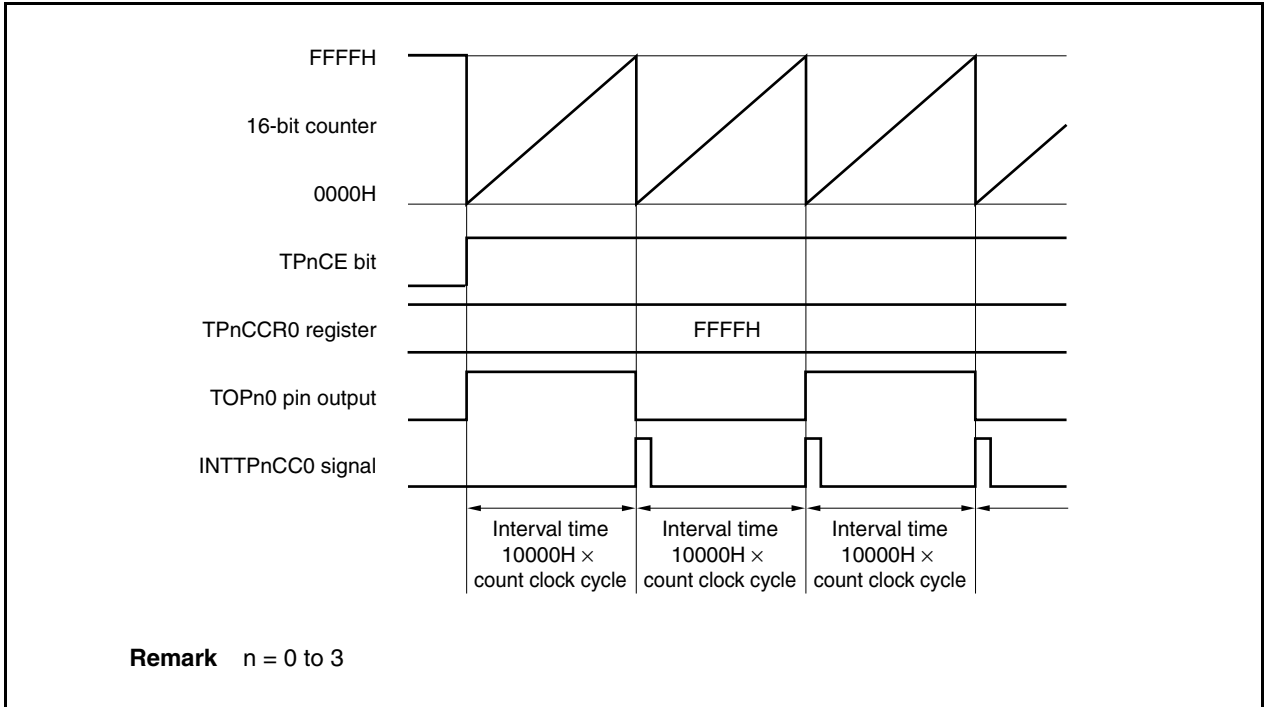 FFFFH
16-bit counter
0000H
TPnCE bit
TPnCCR0 register
FFFFH
TOPn0 pin output
INTTPnCC0 signal
Interval time
10000H ×
count clock cycle
Interval time
10000H ×
count clock cycle
Interval time
10000H ×
count clock cycle
Remark n = 0 to 3